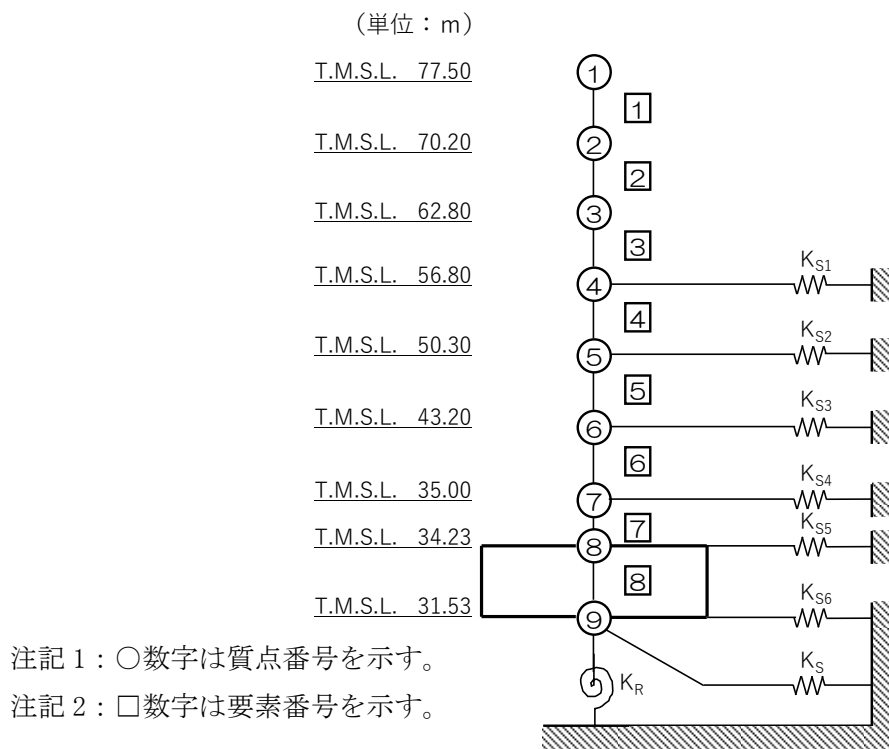 （単位：m）
T.M.S.L. 77.50 ①
1
T.M.S.L. 70.20 ②
2
T.M.S.L. 62.80 ③
3
T.M.S.L. 56.80 ④ KS1
4
T.M.S.L. 50.30 ⑤ KS2
5
T.M.S.L. 43.20 ⑥ KS3
6
T.M.S.L. 35.00 ⑦ KS4
7
T.M.S.L. 34.23 ⑧ KS5
8
T.M.S.L. 31.53 ⑨ KS6
KR KS
注記1：○数字は質点番号を示す。
注記2：□数字は要素番号を示す。